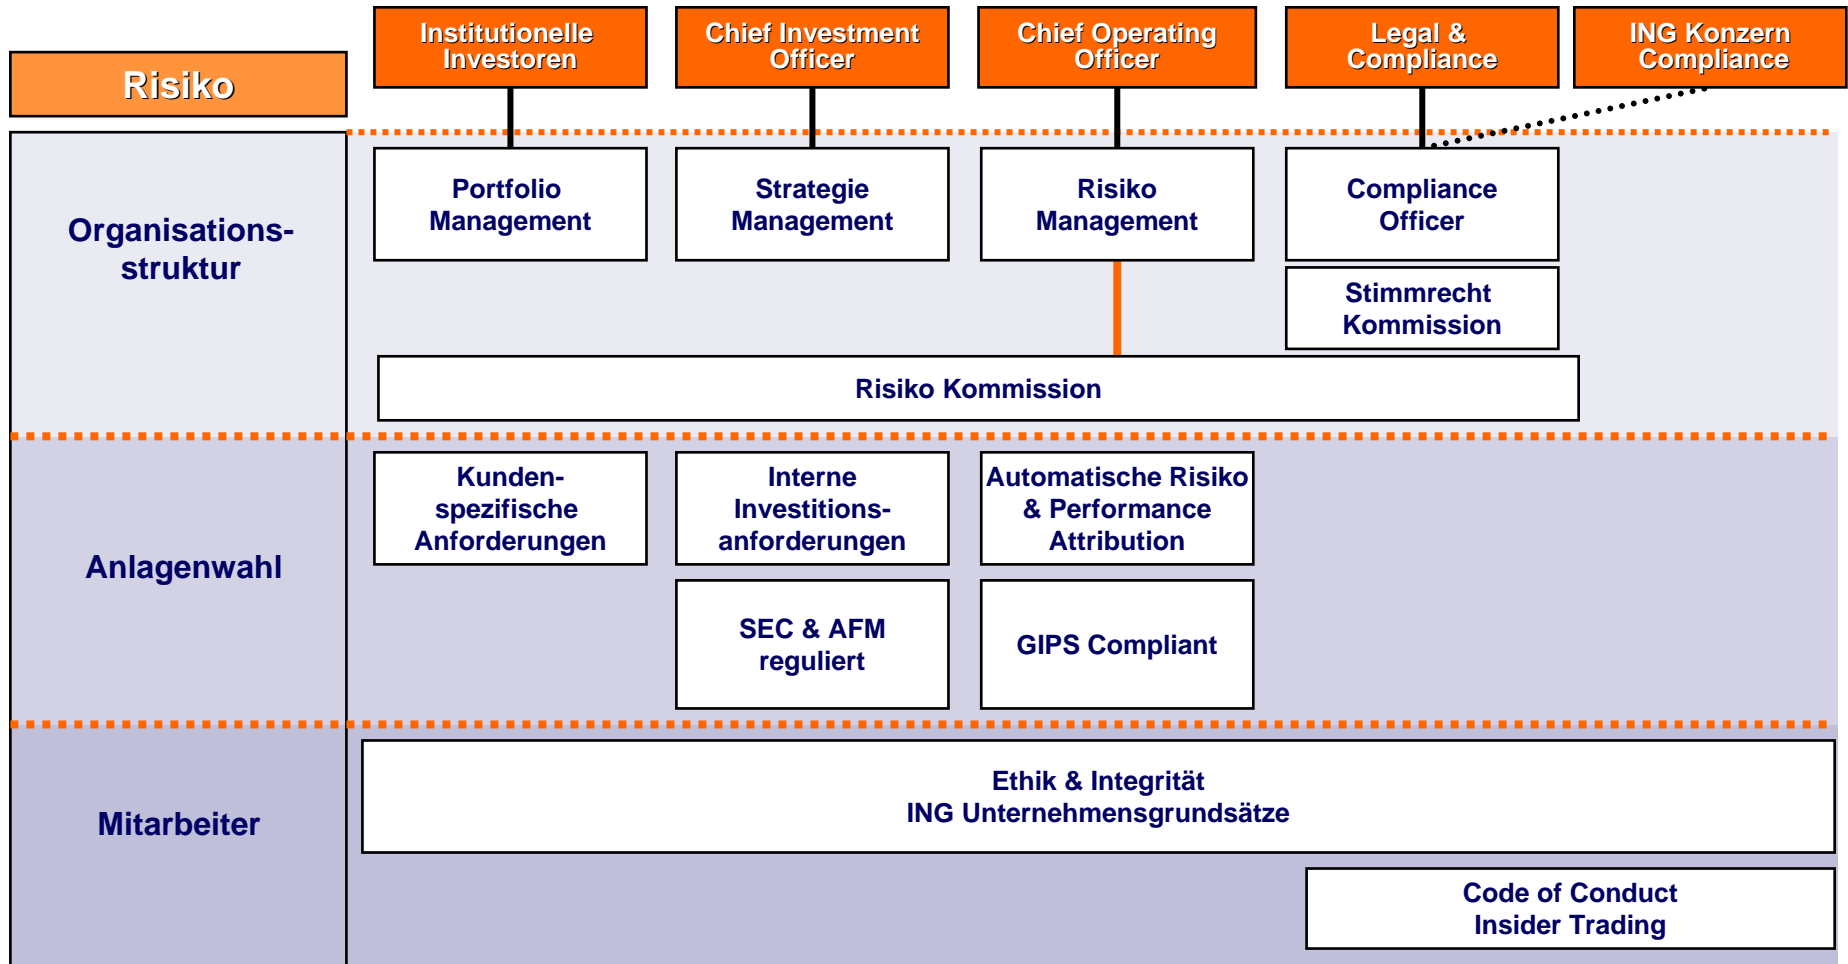 Institutionelle
Investoren
Chief Investment
Officer
Chief Operating
Officer
Legal &
Compliance
ING Konzern
Compliance
Risiko
Organisations-
struktur
Portfolio
Management
Strategie
Management
Risiko
Management
Compliance
Officer
Stimmrecht
Kommission
Risiko Kommission
Anlagenwahl
Kunden-
spezifische
Anforderungen
Interne
Investitions-
anforderungen
Automatische Risiko
& Performance
Attribution
SEC & AFM
reguliert
GIPS Compliant
Mitarbeiter
Ethik & Integrität
ING Unternehmensgrundsätze
Code of Conduct
Insider Trading